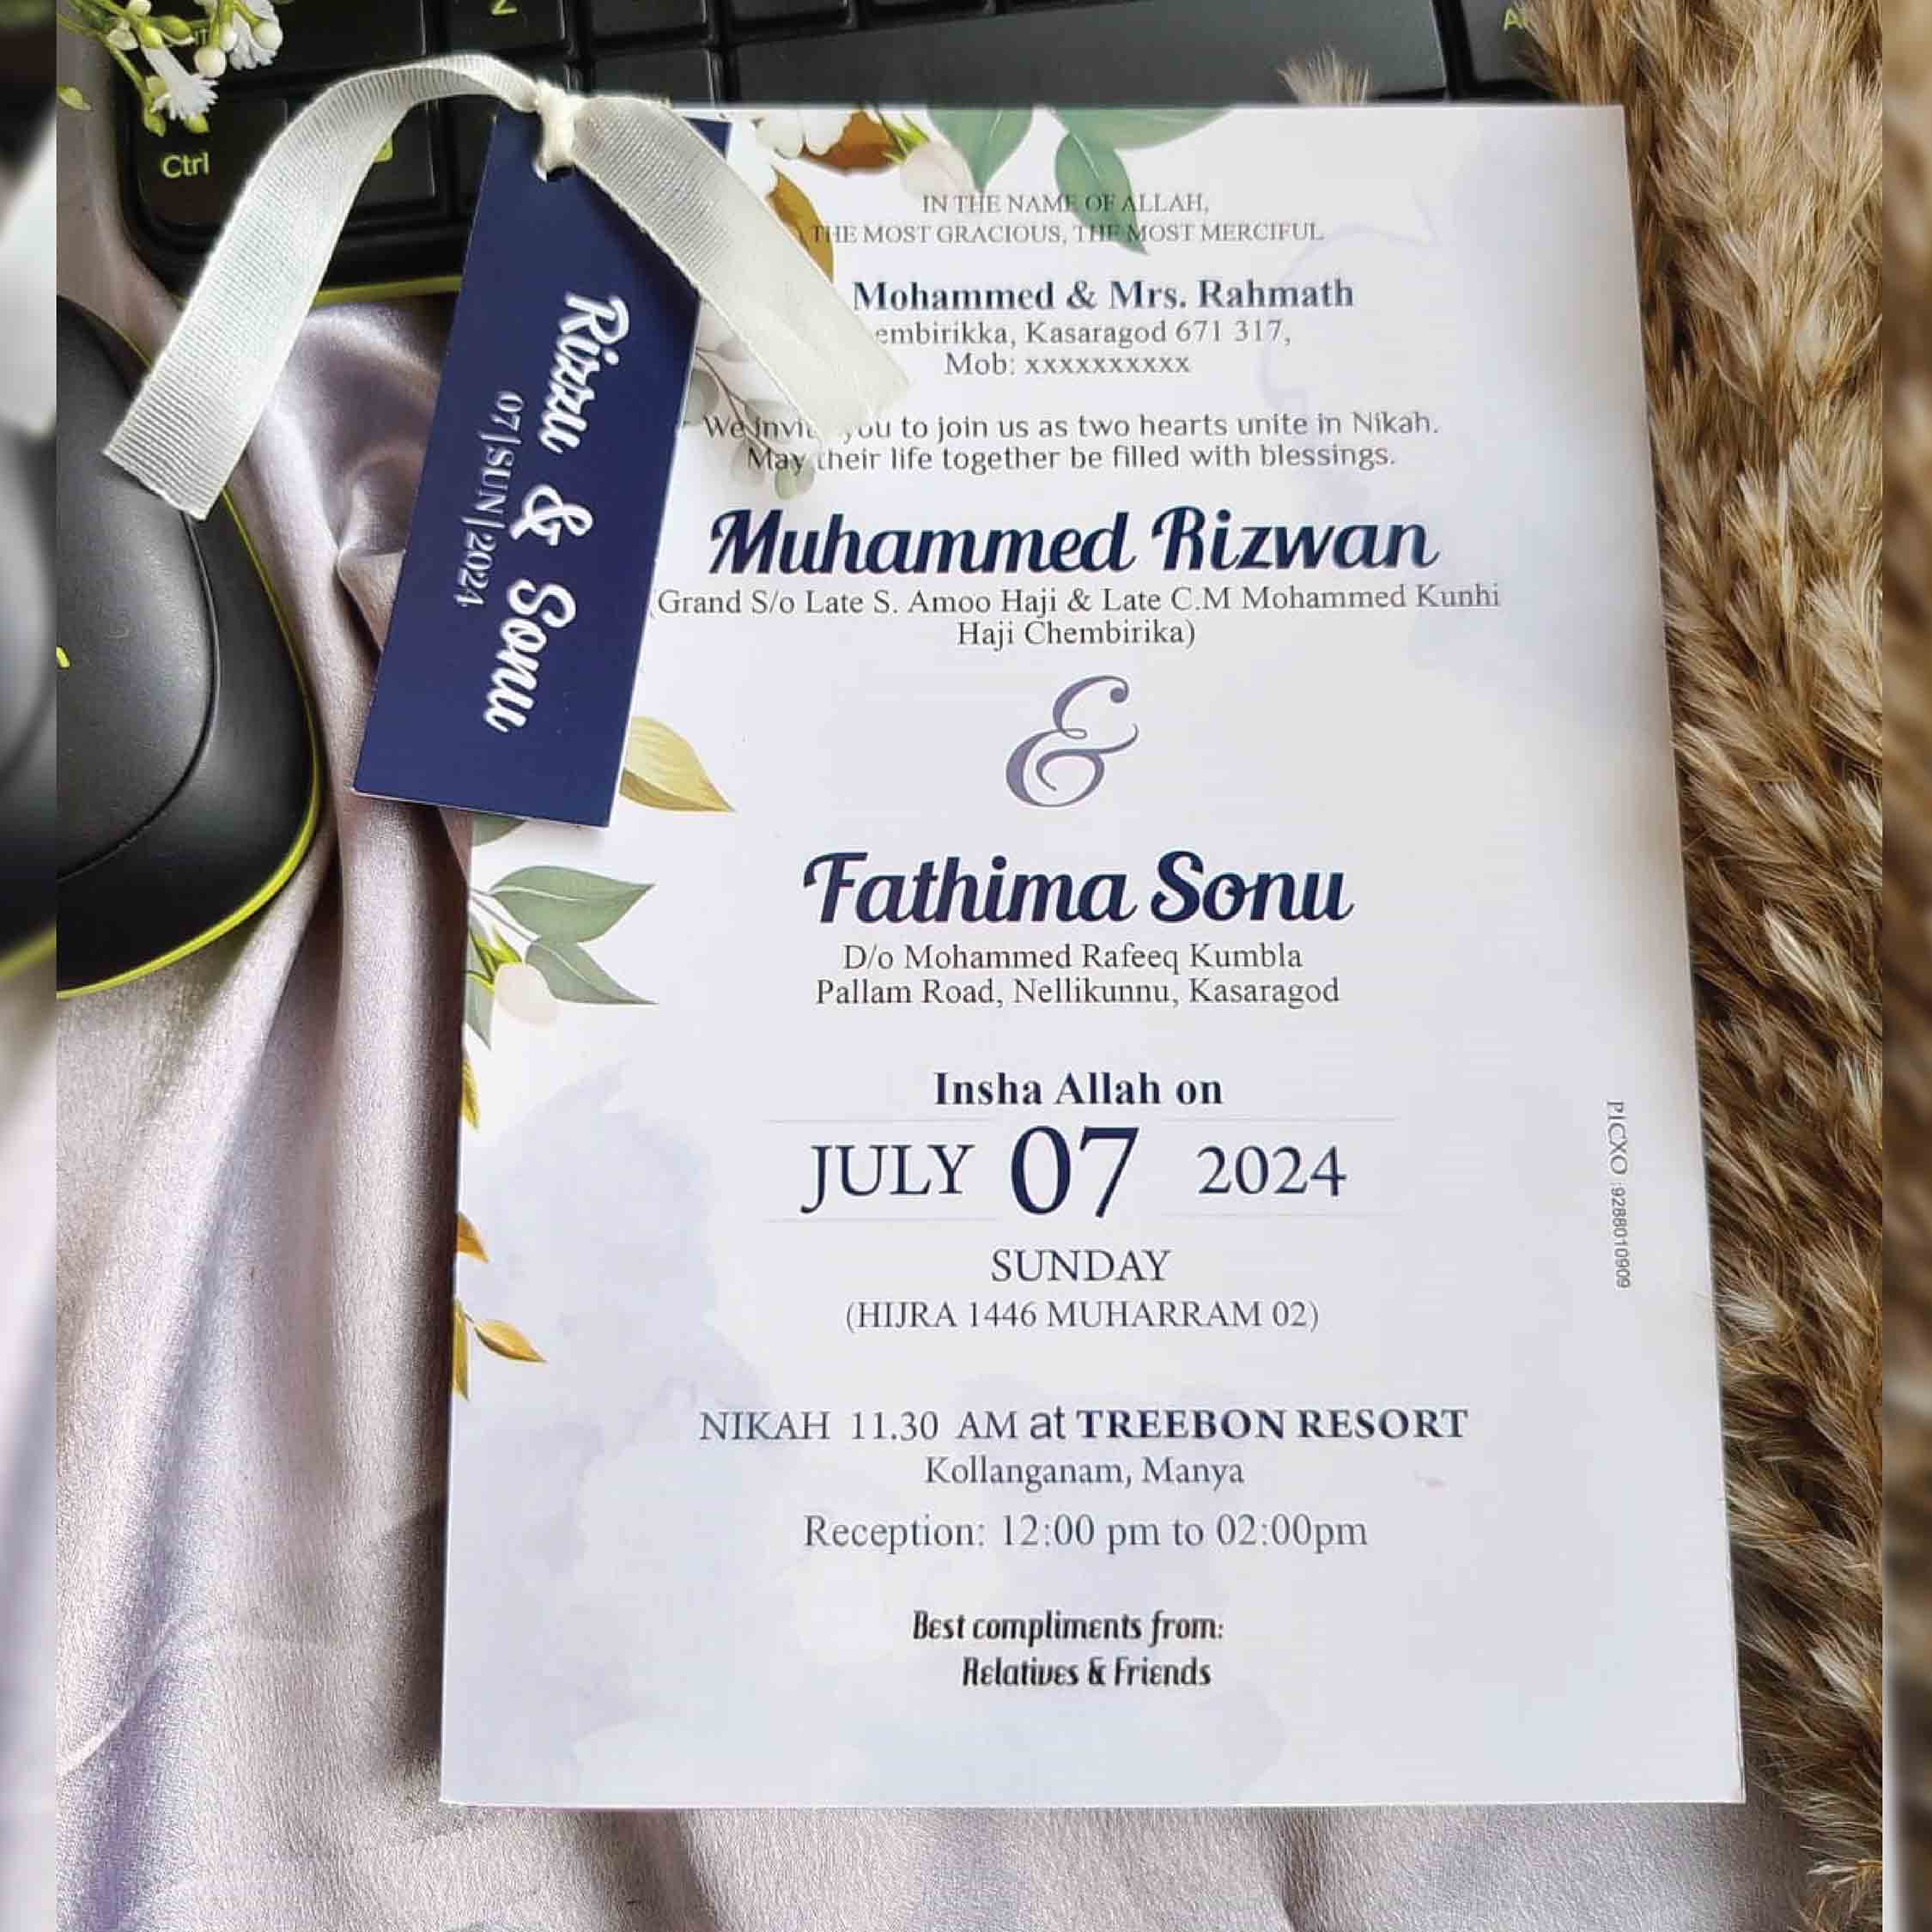 Ctrl
Rizzu & Sonu
07|SUN|2024
IN THE NAME OF ALLAH,
THE MOST GRACIOUS, THE MOST MERCIFUL
Mohammed & Mrs. Rahmath
embirikka, Kasaragod 671 317,
Mob: xxxxxxxxxx
We invit you to join us as two hearts unite in Nikah.
May their life together be filled with blessings.
Muhammed Rizwan
(Grand S/o Late S. Amoo Haji & Late C.M Mohammed Kunhi
Haji Chembirika)
&
Fathima Sonu
D/o Mohammed Rafeeq Kumbla
Pallam Road, Nellikunnu, Kasaragod
Insha Allah on
JULY 07 2024
SUNDAY
(HIJRA 1446 MUHARRAM 02)
NIKAH 11.30 AM at TREEBON RESORT
Kollanganam, Manya
Reception: 12:00 pm to 02:00pm
Best compliments from:
Relatives & Friends
PICXO :9288010909